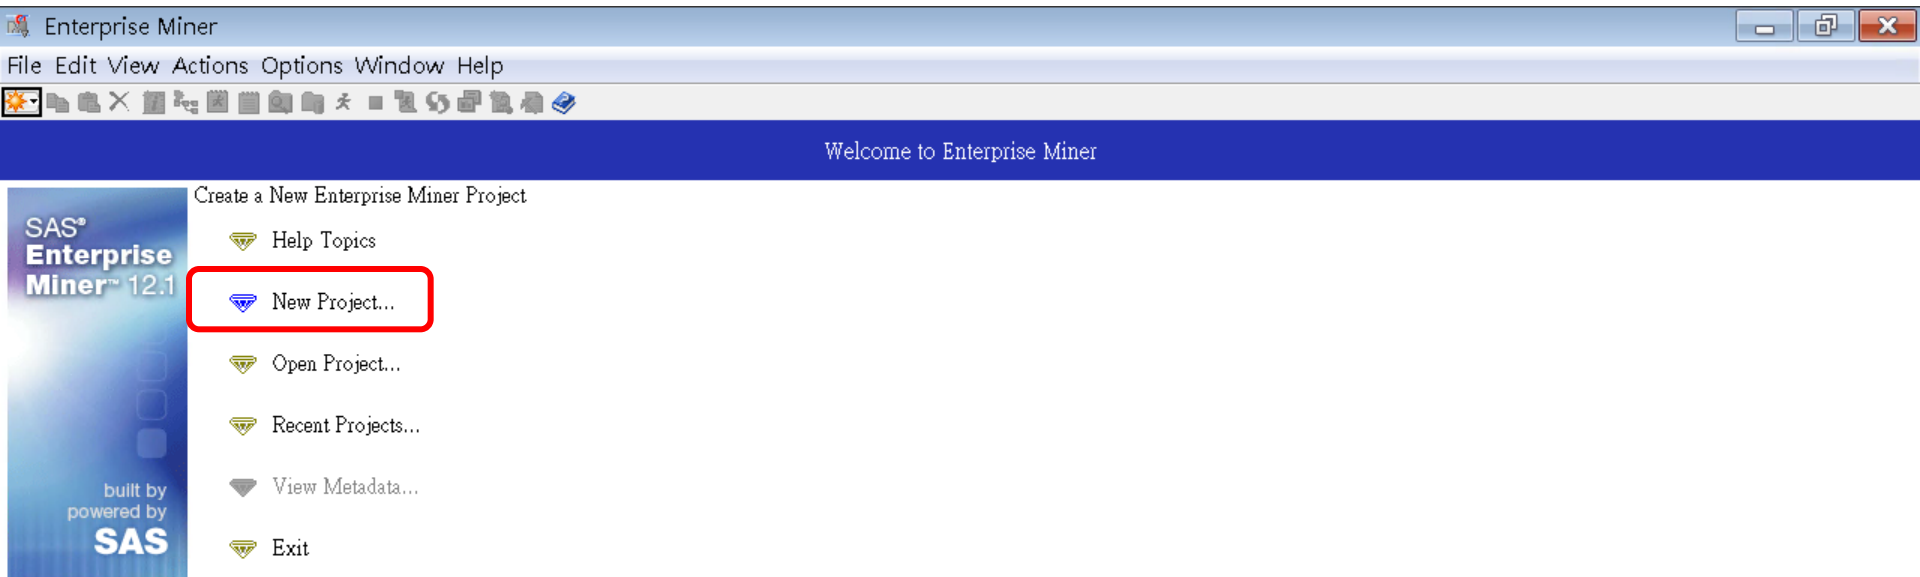 Enterprise Miner
File Edit View Actions Options Window Help
Welcome to Enterprise Miner
Create a New Enterprise Miner Project
SAS®
Enterprise
Miner™ 12.1
Help Topics
New Project...
Open Project...
Recent Projects...
View Metadata...
Exit
built by
powered by
SAS